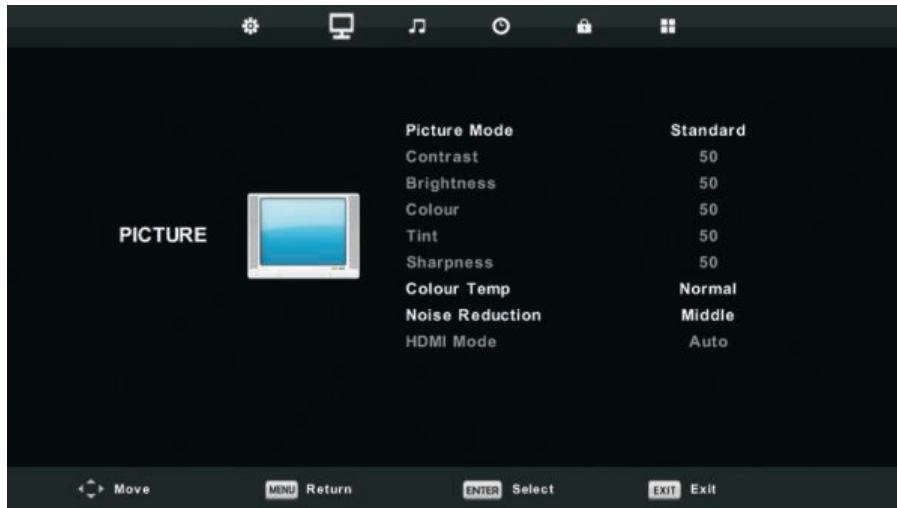 Picture Mode Standard
Contrast 50
Brightness 50
Colour 50
PICTURE
Tint 50
Sharpness 50
Colour Temp Normal
Noise Reduction Middle
HDMI Mode Auto
Move MENU Return ENTER Select EXIT Exit